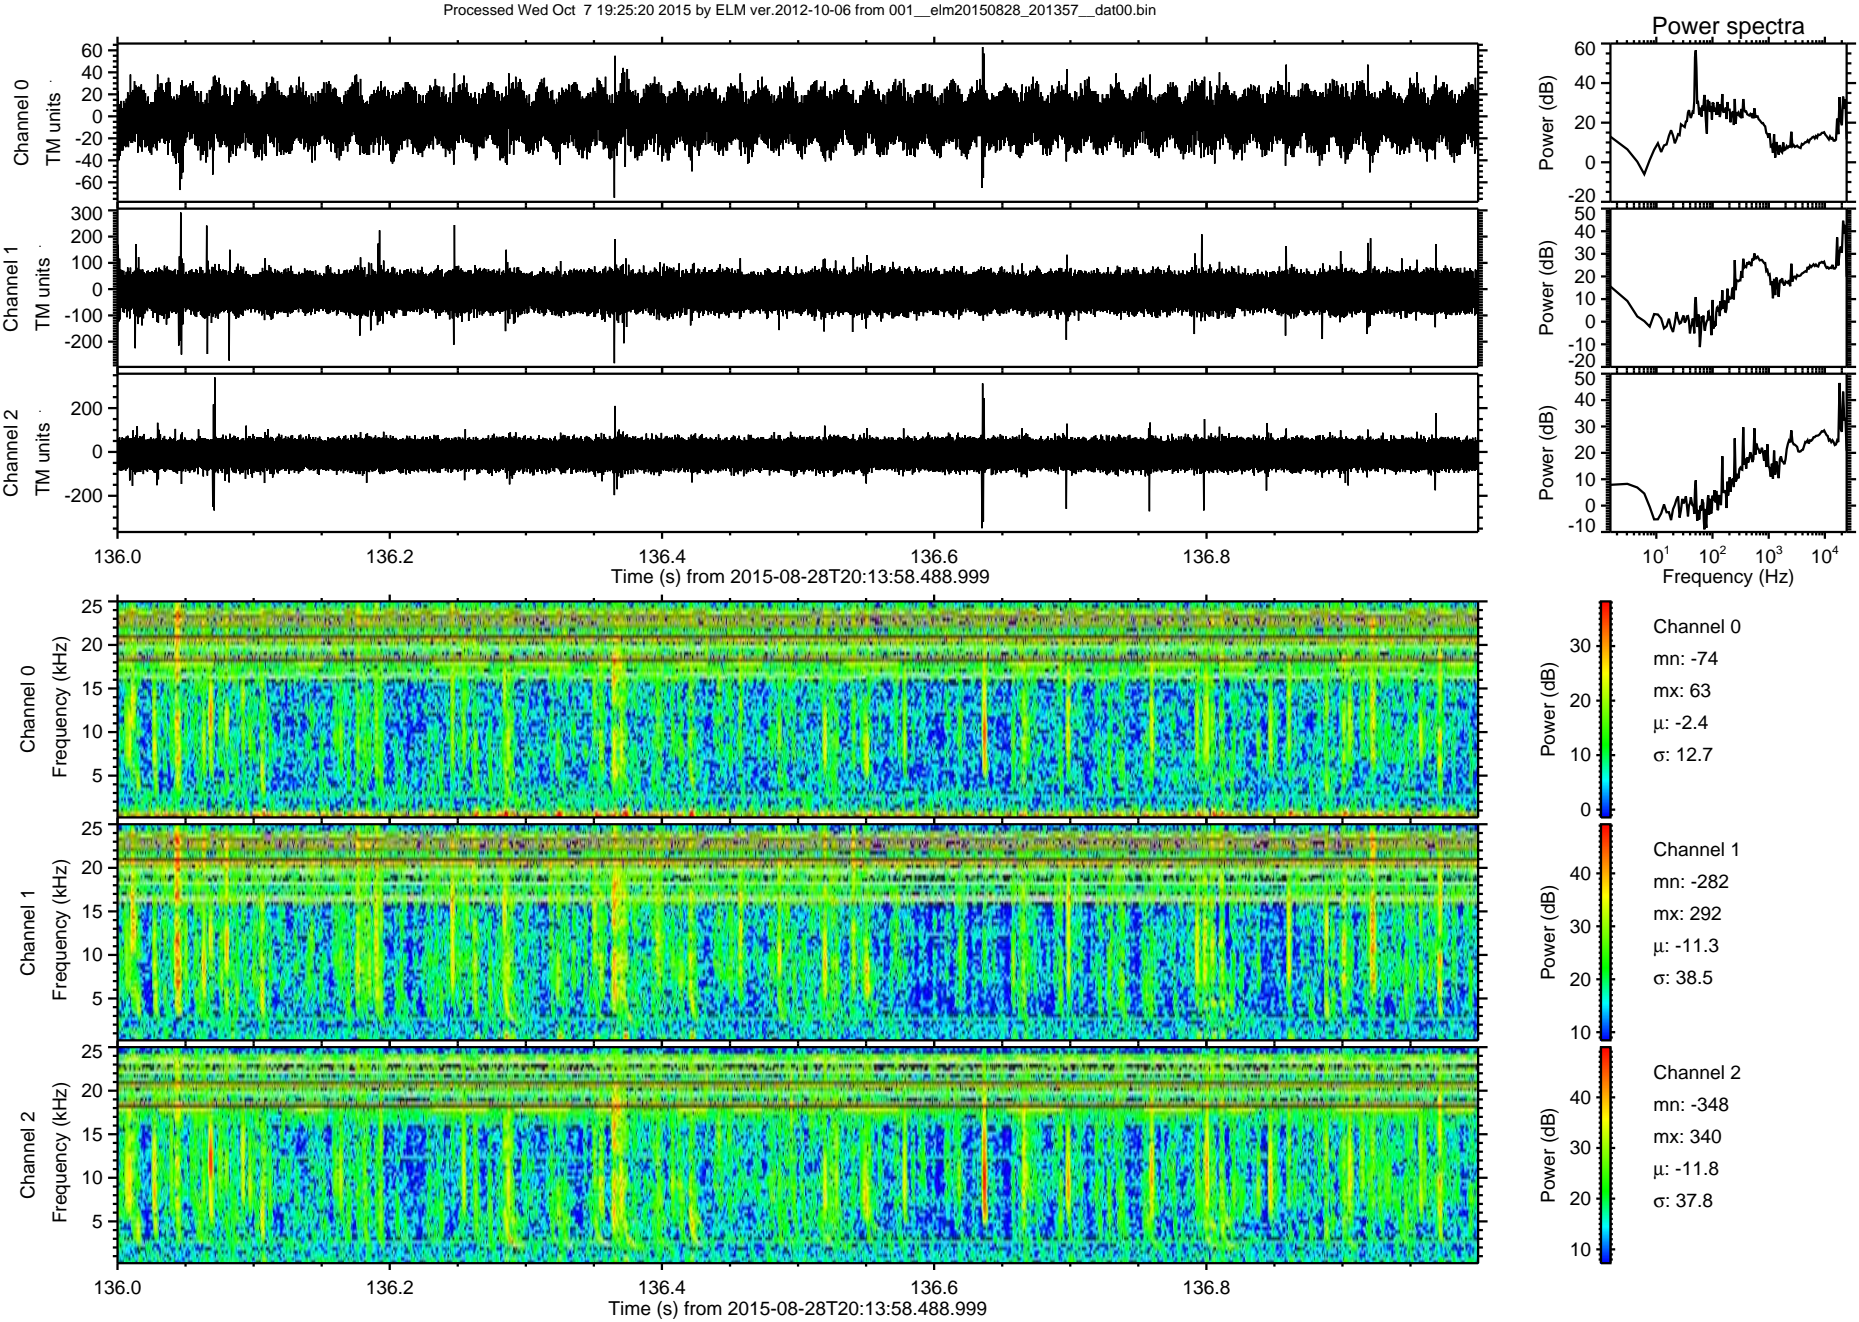 Processed Wed Oct  7 19:25:20 2015 by ELM ver.2012-10-06 from 001__elm20150828_201357__dat00.bin
Power spectra
Channel 0
TM units
60
40
20
0
-20
-40
-60
Power (dB)
60
40
20
0
-20
Channel 1
TM units
300
200
100
0
-100
-200
Power (dB)
50
40
30
20
10
0
-10
-20
Channel 2
TM units
200
0
-200
Power (dB)
50
40
30
20
10
0
-10
136.0 136.2 136.4 136.6 136.8
Time (s) from 2015-08-28T20:13:58.488.999
10¹ 10² 10³ 10⁴
Frequency (Hz)
Channel 0
Frequency (kHz)
25
20
15
10
5
Power (dB)
30
20
10
0
Channel 0
mn: -74
mx: 63
μ: -2.4
σ: 12.7
Channel 1
Frequency (kHz)
25
20
15
10
5
Power (dB)
40
30
20
10
Channel 1
mn: -282
mx: 292
μ: -11.3
σ: 38.5
Channel 2
Frequency (kHz)
25
20
15
10
5
Power (dB)
40
30
20
10
Channel 2
mn: -348
mx: 340
μ: -11.8
σ: 37.8
136.0 136.2 136.4 136.6 136.8
Time (s) from 2015-08-28T20:13:58.488.999